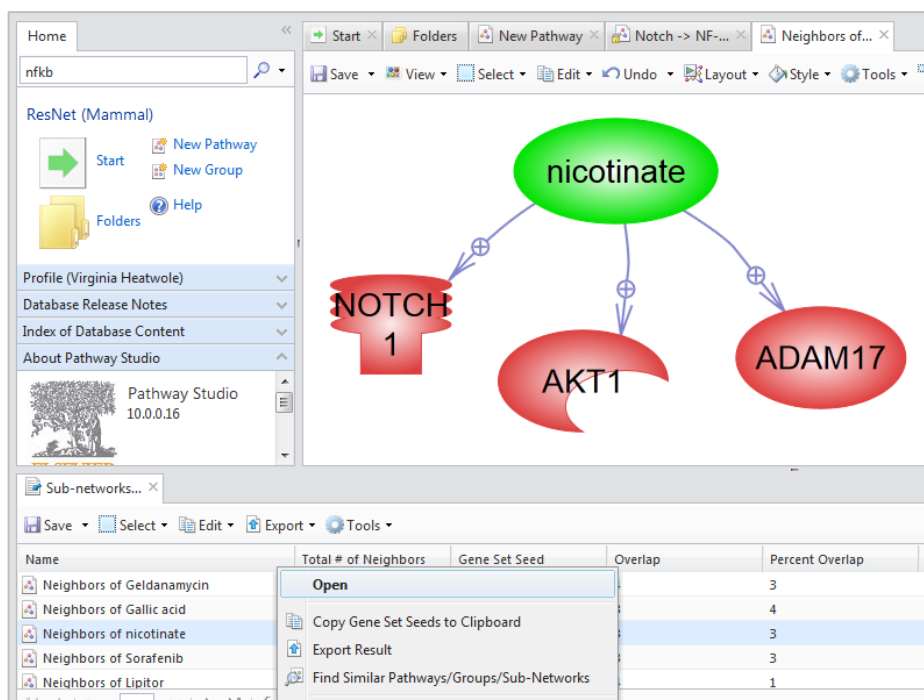 Home
Start
Folders
New Pathway
Notch -> NF-...
Neighbors of...
nfkb
Save View Select Edit Undo Layout Style Tools
ResNet (Mammal)
Start
New Pathway
New Group
Folders
Help
nicotinate
Profile (Virginia Heatwole)
Database Release Notes
Index of Database Content
About Pathway Studio
NOTCH
1
AKT1
ADAM17
Pathway Studio
10.0.0.16
Sub-networks...
Save Select Edit Export Tools
Name Total # of Neighbors Gene Set Seed Overlap Percent Overlap
Neighbors of Geldanamycin 3
Neighbors of Gallic acid 4
Neighbors of nicotinate 3
Neighbors of Sorafenib 3
Neighbors of Lipitor 1
Open
Copy Gene Set Seeds to Clipboard
Export Result
Find Similar Pathways/Groups/Sub-Networks